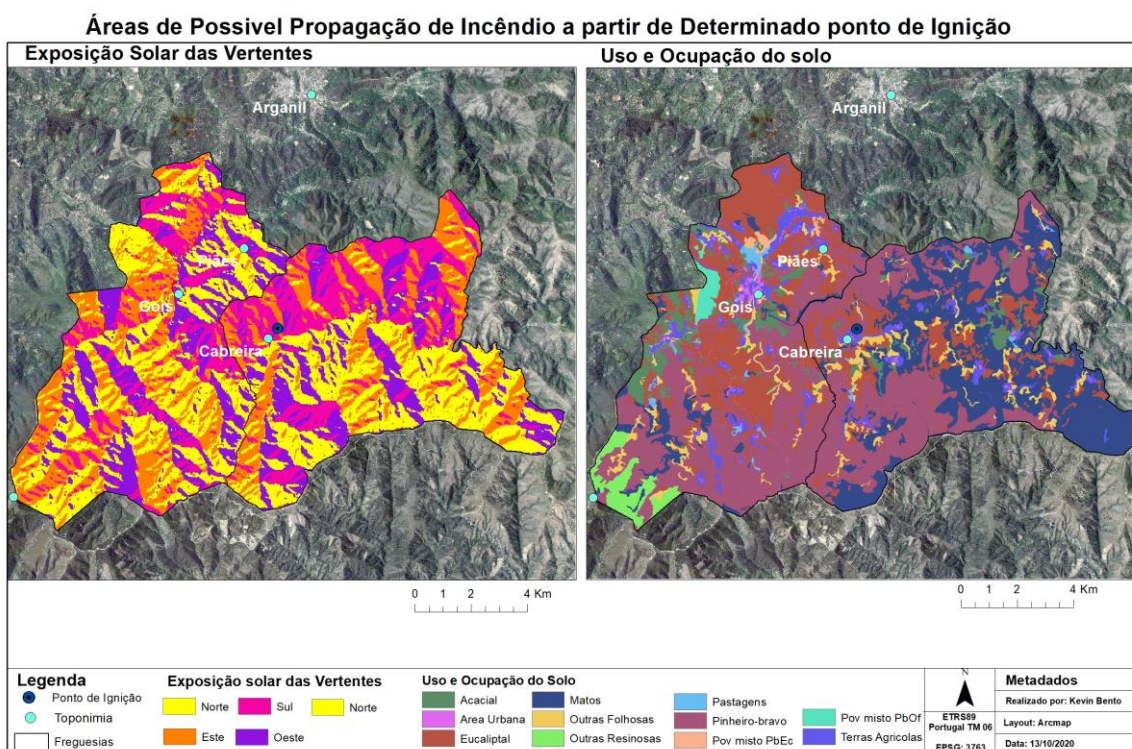 Áreas de Possivel Propagação de Incêndio a partir de Determinado ponto de Ignição
Exposição Solar das Vertentes
Uso e Ocupação do solo
Arganil
Piães
Gois
Cabreira
0 1 2 4 Km
Arganil
Piães
Gois
Cabreira
0 1 2 4 Km
Legenda
Ponto de Ignição
Toponimia
Freguesias
Exposição solar das Vertentes
Norte
Sul
Norte
Este
Oeste
Uso e Ocupação do Solo
Acacial
Area Urbana
Eucaliptal
Matos
Outras Folhosas
Outras Resinosas
Pastagens
Pinheiro-bravo
Pov misto PbEc
Pov misto PbOf
Terras Agricolas
N
ETRS89
Portugal TM 06
EPSG: 3763
Metadados
Realizado por: Kevin Bento
Layout: Arcmap
Data: 13/10/2020